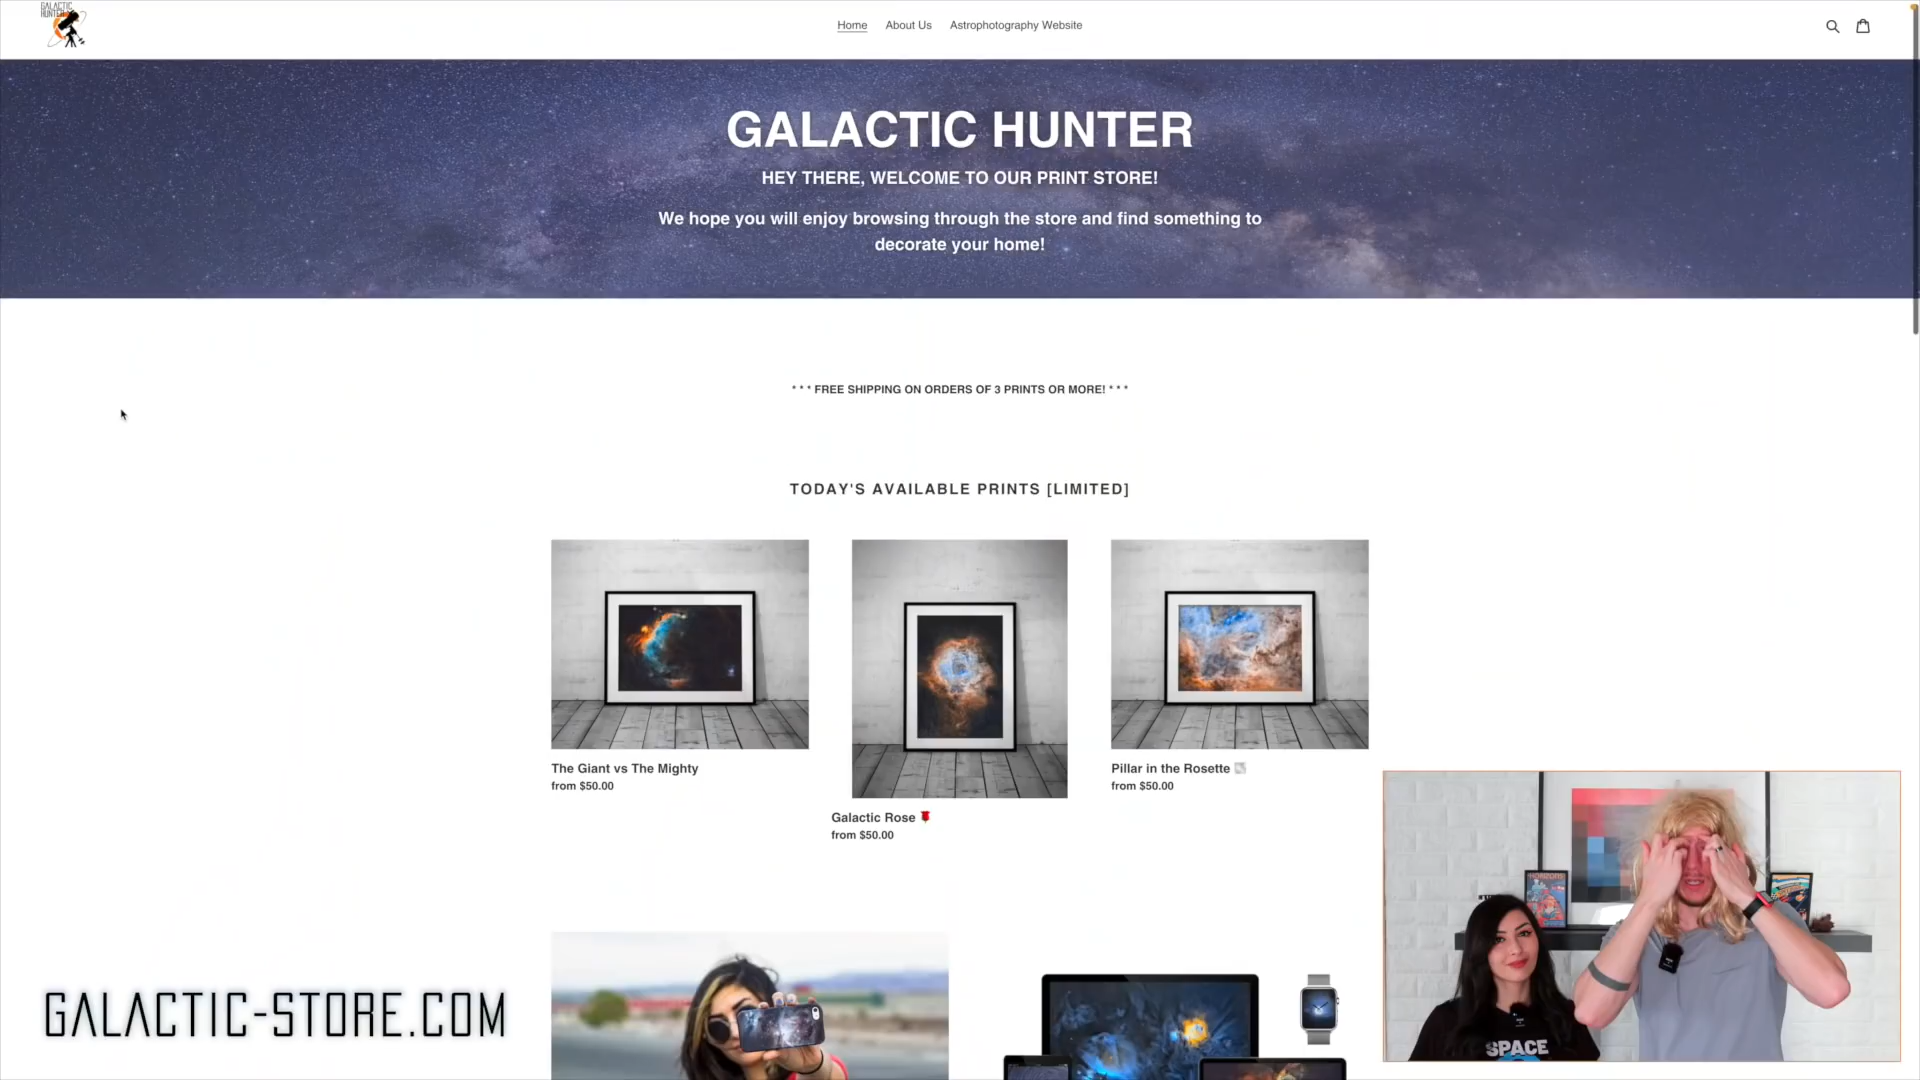 GALACTIC
HUNTER
Home
About Us
Astrophotography Website
GALACTIC HUNTER
HEY THERE, WELCOME TO OUR PRINT STORE!
We hope you will enjoy browsing through the store and find something to
decorate your home!
* * * FREE SHIPPING ON ORDERS OF 3 PRINTS OR MORE! * * *
TODAY'S AVAILABLE PRINTS [LIMITED]
The Giant vs The Mighty
from $50.00
Galactic Rose
from $50.00
Pillar in the Rosette
from $50.00
HORIZONS
SPACE
GALACTIC-STORE.COM